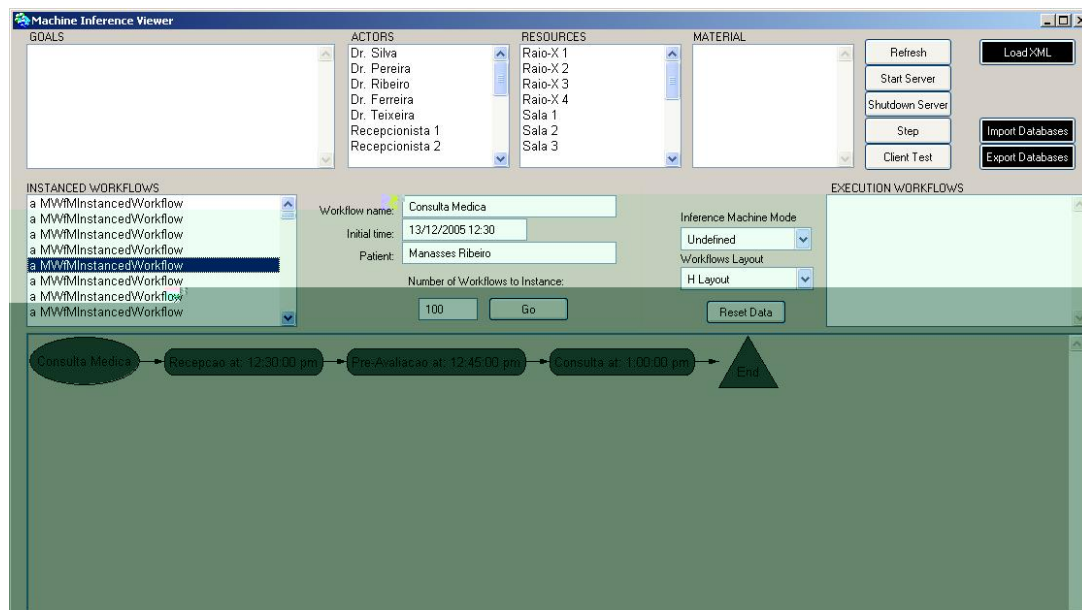 Machine Inference Viewer
GOALS
ACTORS
RESOURCES
MATERIAL
Dr. Silva
Dr. Pereira
Dr. Ribeiro
Dr. Ferreira
Dr. Teixeira
Recepcionista 1
Recepcionista 2
Raio-X 1
Raio-X 2
Raio-X 3
Raio-X 4
Sala 1
Sala 2
Sala 3
Refresh
Start Server
Shutdown Server
Step
Client Test
Load XML
Import Databases
Export Databases
INSTANCED WORKFLOWS
a MWfMInstancedWorkflow
a MWfMInstancedWorkflow
a MWfMInstancedWorkflow
a MWfMInstancedWorkflow
a MWfMInstancedWorkflow
a MWfMInstancedWorkflow
a MWfMInstancedWorkflow
a MWfMInstancedWorkflow
Workflow name: Consulta Medica
Initial time: 13/12/2005 12:30
Patient: Manasses Ribeiro
Number of Workflows to Instance:
100
Go
Inference Machine Mode
Undefined
Workflows Layout
H Layout
Reset Data
EXECUTION WORKFLOWS
Consulta Medica
Recepcao at: 12:30:00 pm
Pre-Avaliacao at: 12:45:00 pm
Consulta at: 1:00:00 pm
End